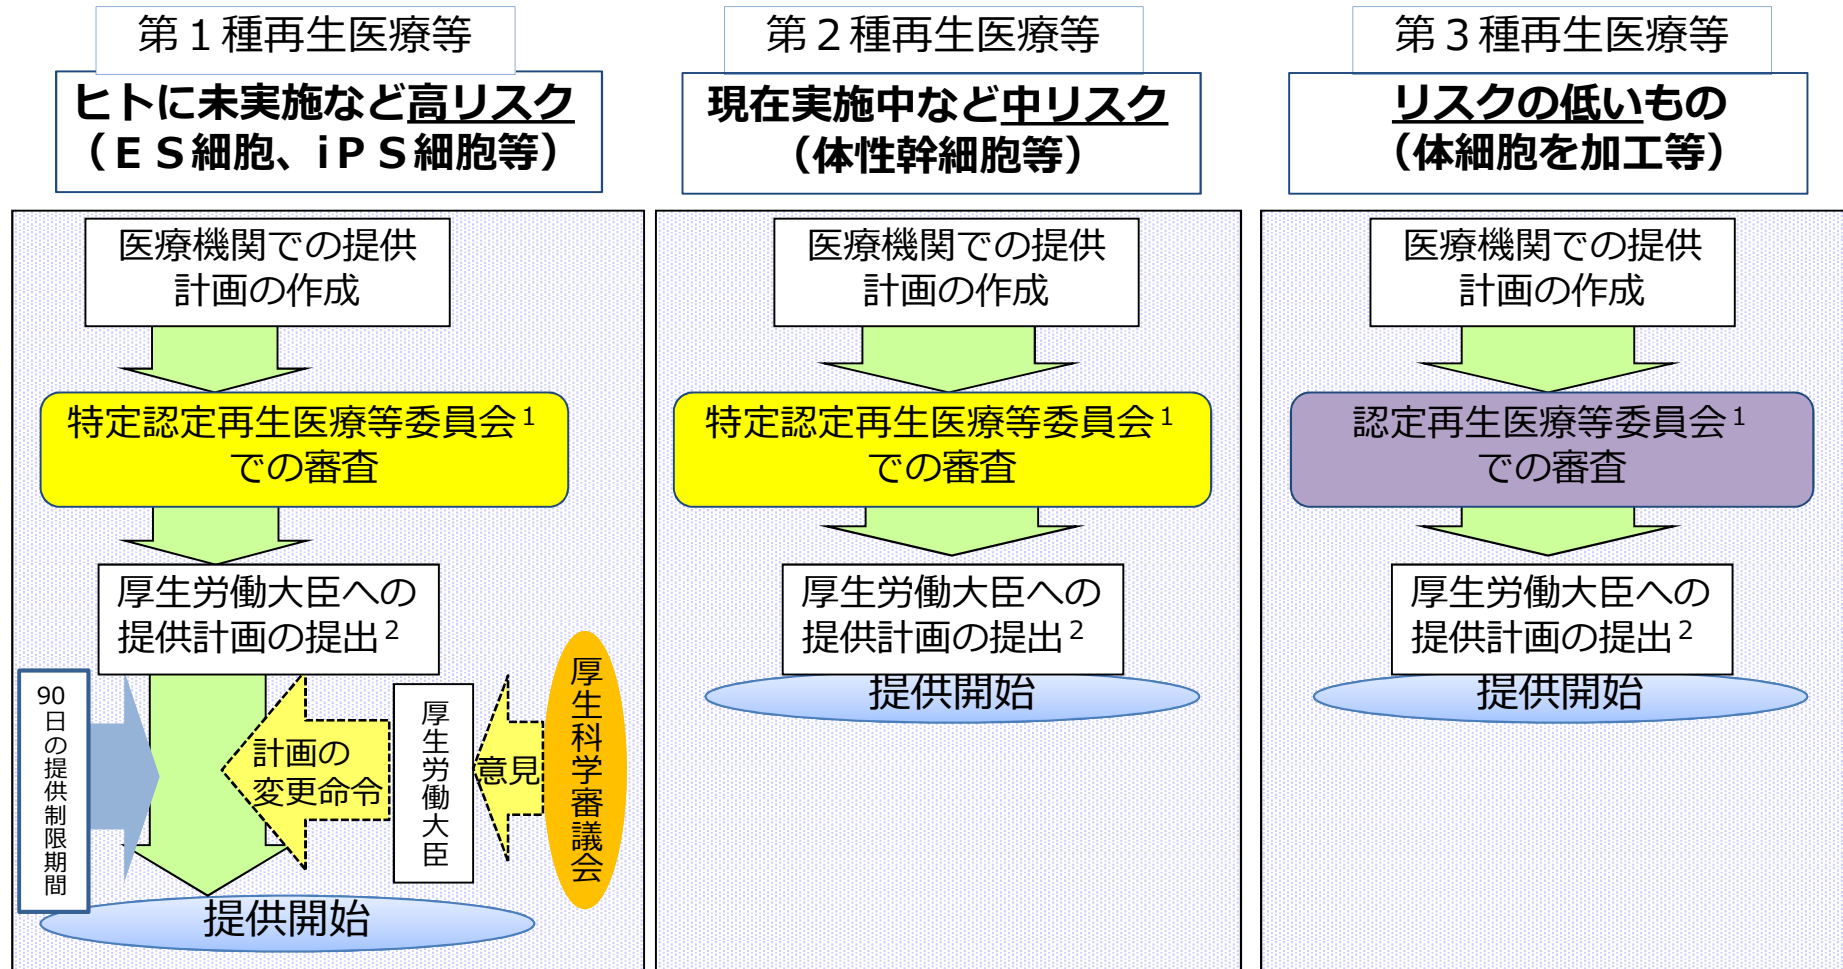 第１種再生医療等
ヒトに未実施など高リスク
（ＥＳ細胞、iＰＳ細胞等）
医療機関での提供
計画の作成
特定認定再生医療等委員会1
での審査
厚生労働大臣への
提供計画の提出2
90日の提供制限期間
計画の
変更命令
厚生労働大臣
意見
厚生科学審議会
提供開始
第２種再生医療等
現在実施中など中リスク
（体性幹細胞等）
医療機関での提供
計画の作成
特定認定再生医療等委員会1
での審査
厚生労働大臣への
提供計画の提出2
提供開始
第３種再生医療等
リスクの低いもの
（体細胞を加工等）
医療機関での提供
計画の作成
認定再生医療等委員会1
での審査
厚生労働大臣への
提供計画の提出2
提供開始